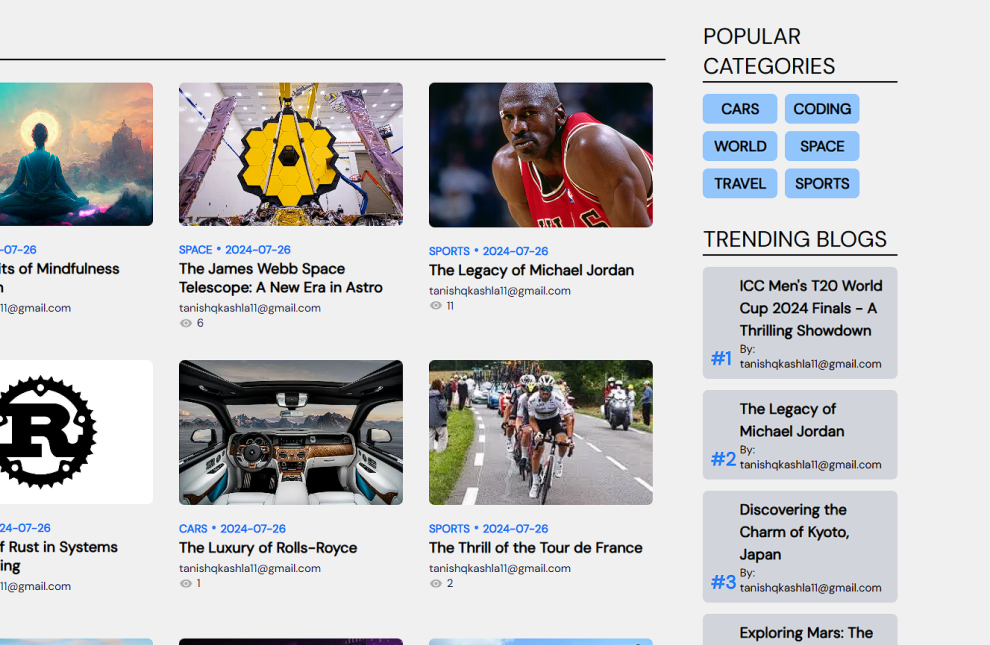 -07-26
its of Mindfulness
n
11@gmail.com
SPACE • 2024-07-26
The James Webb Space
Telescope: A New Era in Astro
tanishqkashla11@gmail.com
6
SPORTS • 2024-07-26
The Legacy of Michael Jordan
tanishqkashla11@gmail.com
11
R
24-07-26
f Rust in Systems
ing
11@gmail.com
CARS • 2024-07-26
The Luxury of Rolls-Royce
tanishqkashla11@gmail.com
1
SPORTS • 2024-07-26
The Thrill of the Tour de France
tanishqkashla11@gmail.com
2
POPULAR
CATEGORIES
CARS
CODING
WORLD
SPACE
TRAVEL
SPORTS
TRENDING BLOGS
ICC Men's T20 World
Cup 2024 Finals - A
Thrilling Showdown
By:
#1 tanishqkashla11@gmail.com
The Legacy of
Michael Jordan
By:
#2 tanishqkashla11@gmail.com
Discovering the
Charm of Kyoto,
Japan
By:
#3 tanishqkashla11@gmail.com
Exploring Mars: The